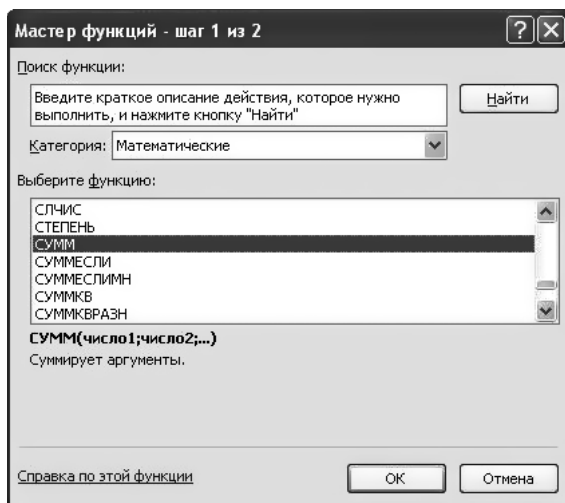 Мастер функций - шаг 1 из 2
Поиск функции:
Введите краткое описание действия, которое нужно
выполнить, и нажмите кнопку "Найти"
Найти
Категория: Математические
Выберите функцию:
СЛЧИС
СТЕПЕНЬ
СУММ
СУММЕСЛИ
СУММЕСЛИМН
СУММКВ
СУММКВРАЗН
СУММ(число1;число2;...)
Суммирует аргументы.
Справка по этой функции
ОК
Отмена